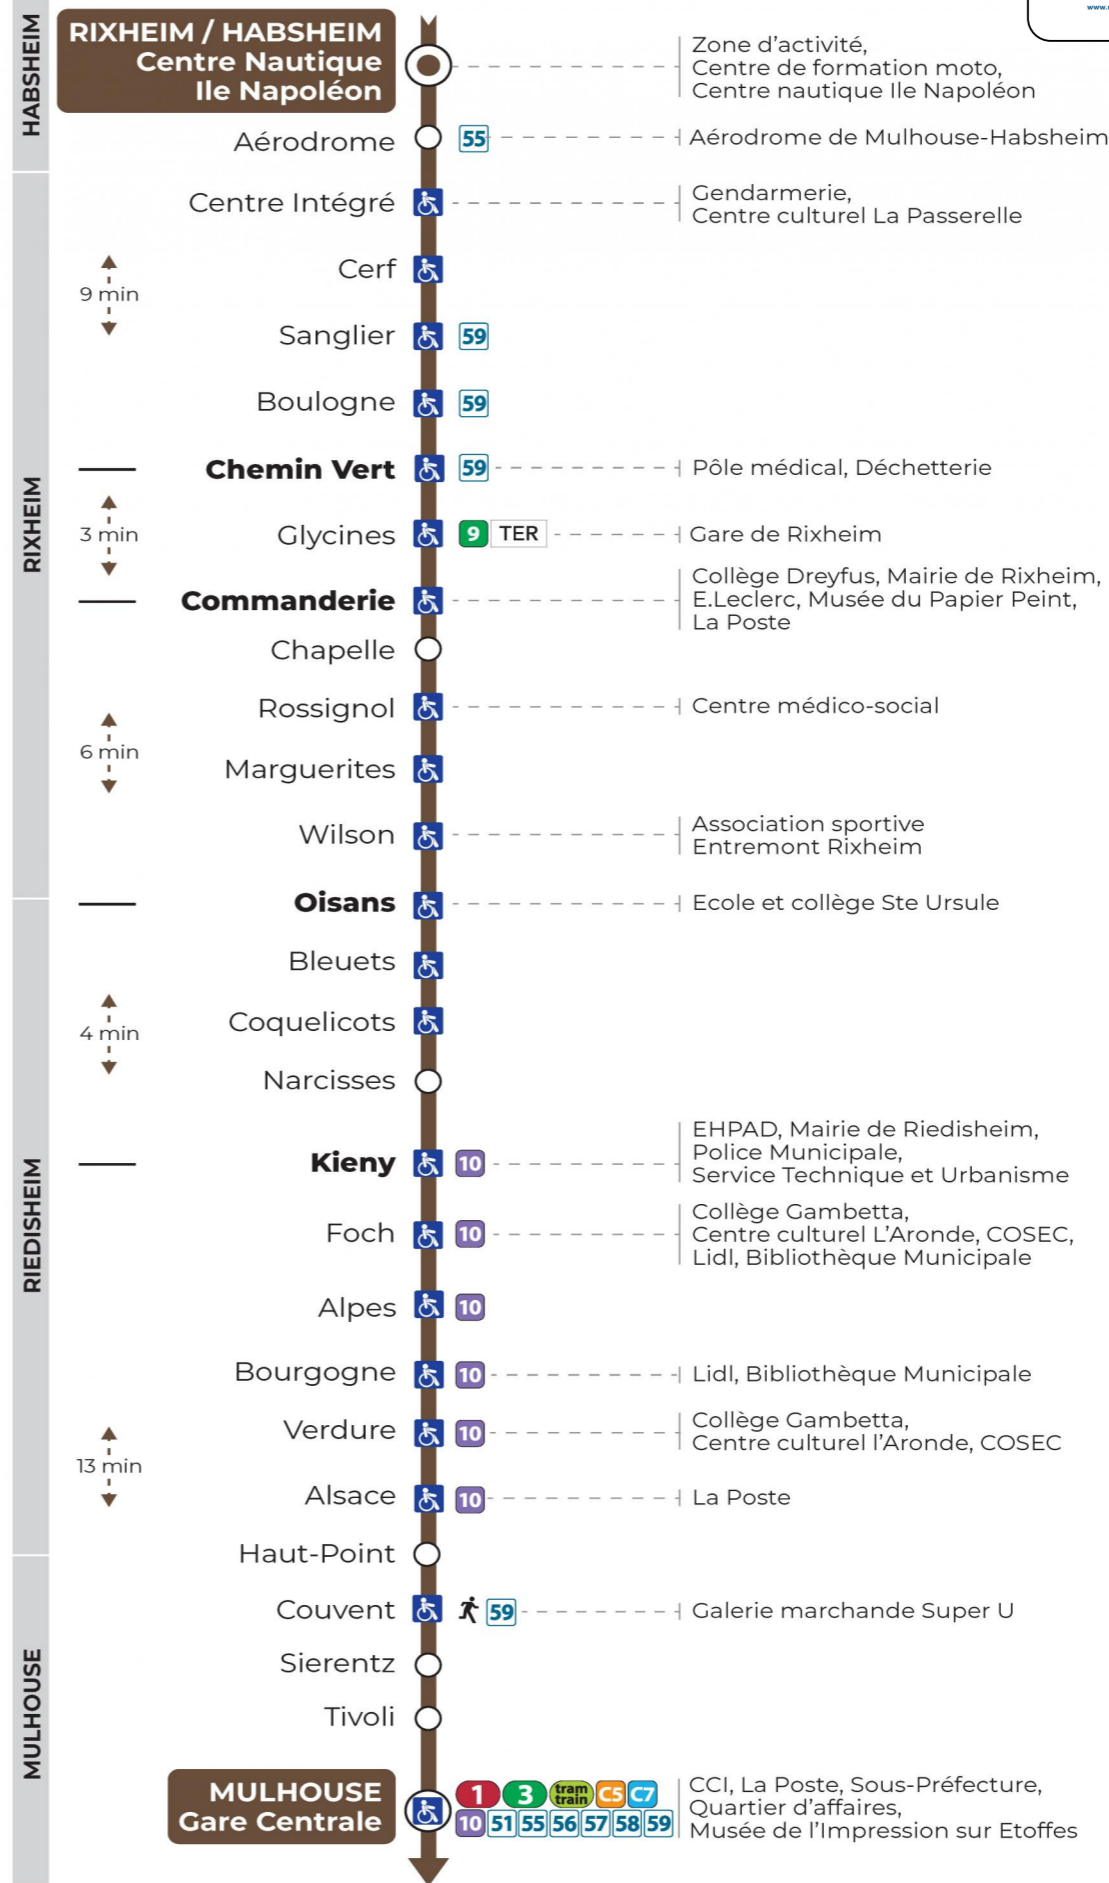 www.
HABSHEIM
RIXHEIM / HABSHEIM
Centre Nautique
Ile Napoléon
Zone d’activité,
Centre de formation moto,
Centre nautique Ile Napoléon
Aérodrome 55 Aérodrome de Mulhouse-Habsheim
RIXHEIM
Centre Intégré
Gendarmerie,
Centre culturel La Passerelle
Cerf
9 min
Sanglier 59
Boulogne 59
Chemin Vert 59 Pôle médical, Déchetterie
3 min
Glycines 9 TER Gare de Rixheim
Commanderie
Collège Dreyfus, Mairie de Rixheim,
E.Leclerc, Musée du Papier Peint,
La Poste
Chapelle
Rossignol Centre médico-social
6 min
Marguerites
Wilson
Association sportive
Entremont Rixheim
RIEDISHEIM
Oisans Ecole et collège Ste Ursule
Bleuets
Coquelicots
4 min
Narcisses
Kieny 10
EHPAD, Mairie de Riedisheim,
Police Municipale,
Service Technique et Urbanisme
Foch 10
Collège Gambetta,
Centre culturel L’Aronde, COSEC,
Lidl, Bibliothèque Municipale
Alpes 10
Bourgogne 10 Lidl, Bibliothèque Municipale
Verdure 10
Collège Gambetta,
Centre culturel l’Aronde, COSEC
13 min
Alsace 10 La Poste
Haut-Point
MULHOUSE
Couvent 59 Galerie marchande Super U
Sierentz
Tivoli
MULHOUSE
Gare Centrale
1 3 tram train C5 C7
10 51 55 56 57 58 59
CCI, La Poste, Sous-Préfecture,
Quartier d’affaires,
Musée de l’Impression sur Etoffes